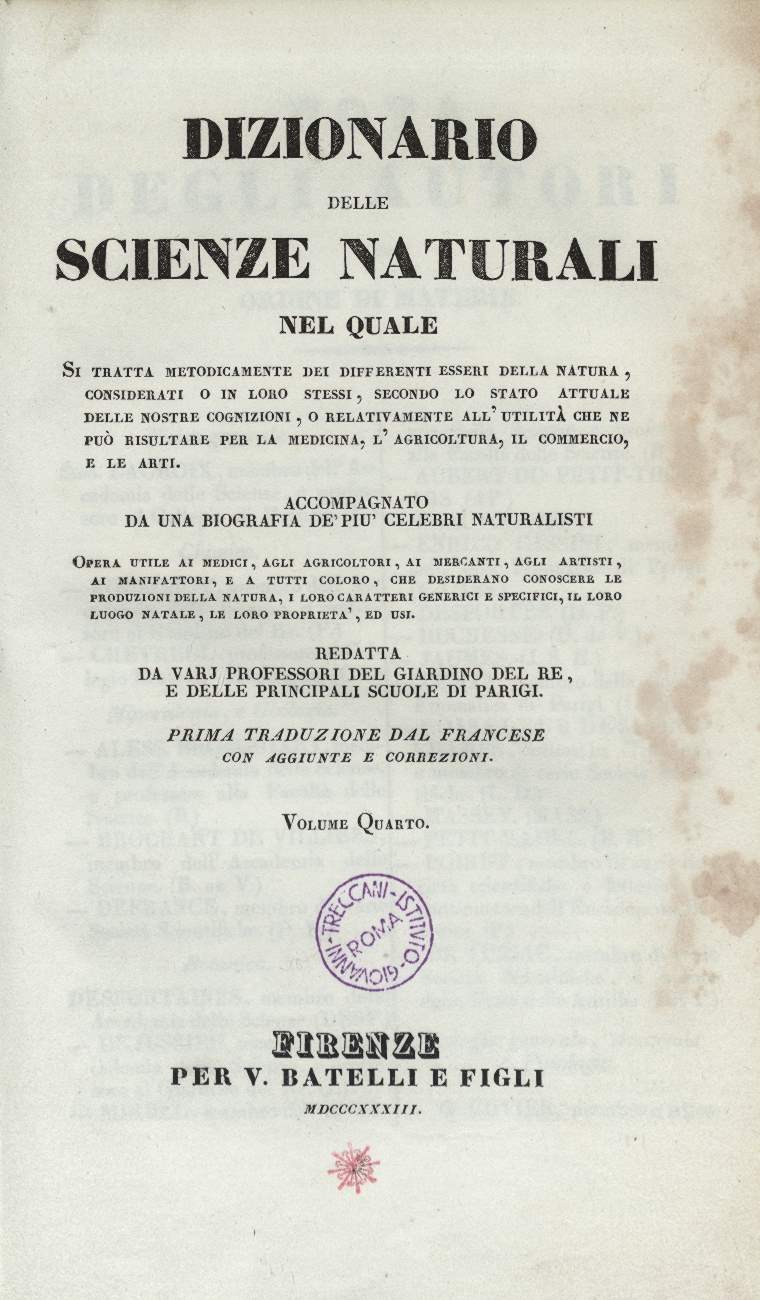 DIZIONARIO
DELLE
SCIENZE NATURALI
NEL QUALE
SI TRATTA METODICAMENTE DEI DIFFERENTI ESSERI DELLA NATURA,
CONSIDERATI O IN LORO STESSI, SECONDO LO STATO ATTUALE
DELLE NOSTRE COGNIZIONI, O RELATIVAMENTE ALL' UTILITÀ CHE NE
PUÒ RISULTARE PER LA MEDICINA, L' AGRICOLTURA, IL COMMERCIO,
E LE ARTI.
ACCOMPAGNATO
DA UNA BIOGRAFIA DE' PIU' CELEBRI NATURALISTI
OPERA UTILE AI MEDICI, AGLI AGRICOLTORI, AI MERCANTI, AGLI ARTISTI,
AI MANIFATTORI, E A TUTTI COLORO, CHE DESIDERANO CONOSCERE LE
PRODUZIONI DELLA NATURA, I LORO CARATTERI GENERICI E SPECIFICI, IL LORO
LUOGO NATALE, LE LORO PROPRIETA', ED USI.
REDATTA
DA VARJ PROFESSORI DEL GIARDINO DEL RE,
E DELLE PRINCIPALI SCUOLE DI PARIGI.
PRIMA TRADUZIONE DAL FRANCESE
CON AGGIUNTE E CORREZIONI.
VOLUME QUARTO.
ISTITVTO · GIOVANNI · TRECCANI
ROMA
FIRENZE
PER V. BATELLI E FIGLI
MDCCCXXXIII.